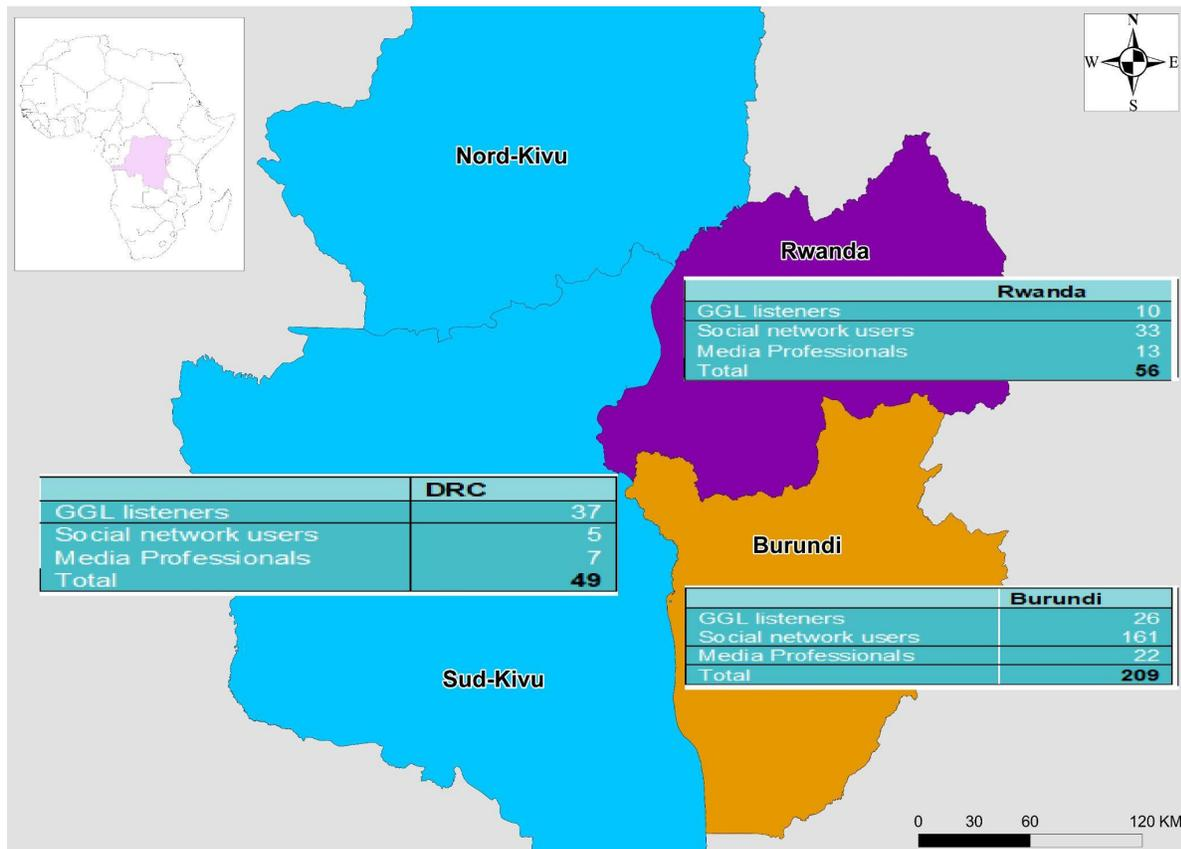 N
W E
S
Nord-Kivu
Rwanda
Rwanda
GGL listeners 10
Social network users 33
Media Professionals 13
Total 56
DRC
GGL listeners 37
Social network users 5
Media Professionals 7
Total 49
Burundi
Burundi
GGL listeners 26
Social network users 161
Media Professionals 22
Total 209
Sud-Kivu
0 30 60 120 KM